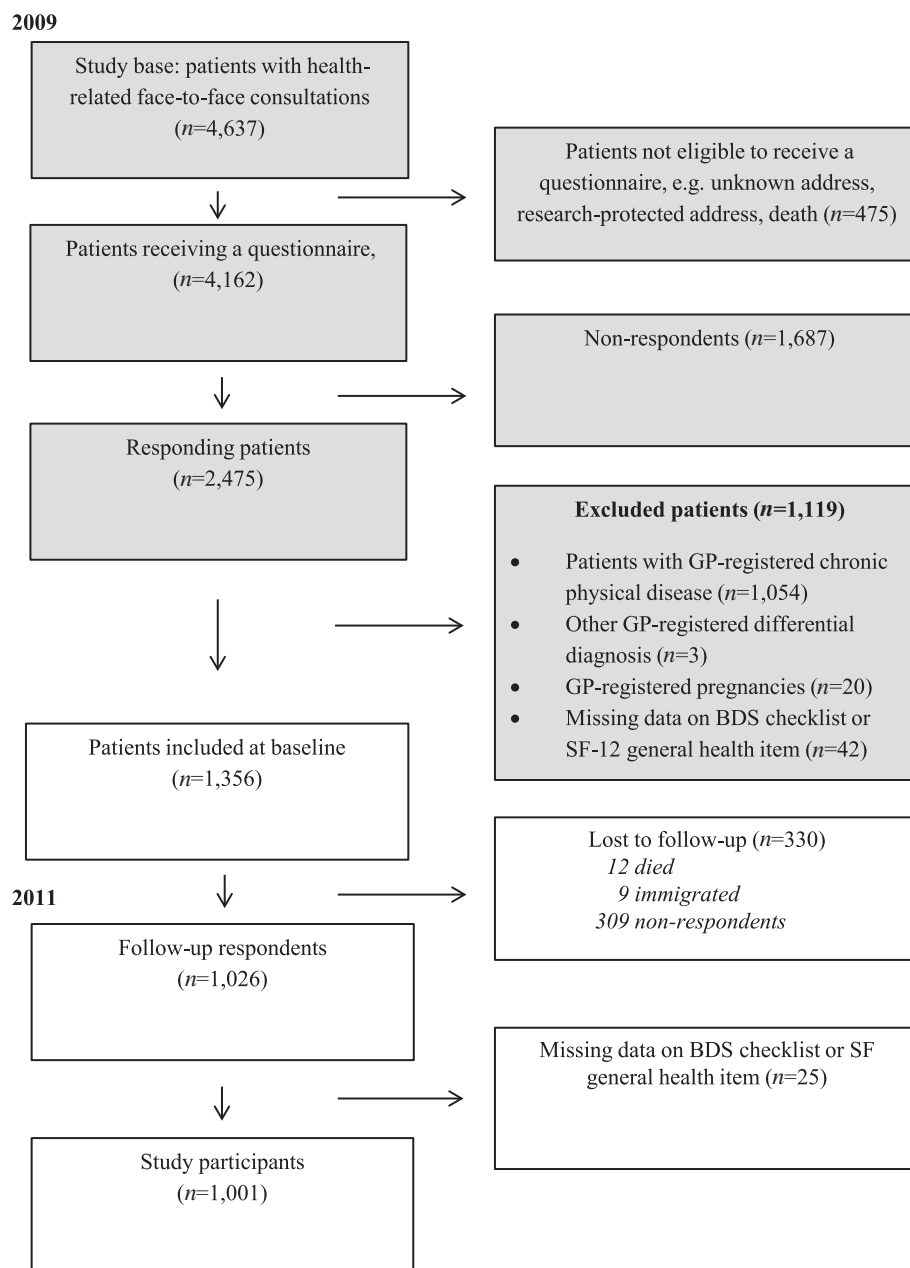 2009
Study base: patients with health-
related face-to-face consultations
(n=4,637)
Patients not eligible to receive a
questionnaire, e.g. unknown address,
research-protected address, death (n=475)
Patients receiving a questionnaire,
(n=4,162)
Non-respondents (n=1,687)
Responding patients
(n=2,475)
Excluded patients (n=1,119)
• Patients with GP-registered chronic
physical disease (n=1,054)
• Other GP-registered differential
diagnosis (n=3)
• GP-registered pregnancies (n=20)
• Missing data on BDS checklist or
SF-12 general health item (n=42)
Patients included at baseline
(n=1,356)
Lost to follow-up (n=330)
12 died
9 immigrated
309 non-respondents
2011
Follow-up respondents
(n=1,026)
Missing data on BDS checklist or SF
general health item (n=25)
Study participants
(n=1,001)